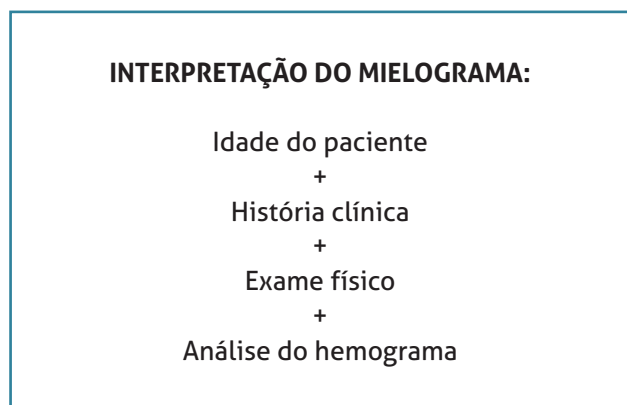 INTERPRETAÇÃO DO MIELOGRAMA:
Idade do paciente
+
História clínica
+
Exame físico
+
Análise do hemograma